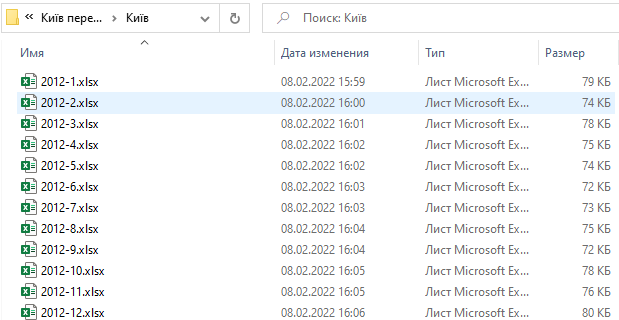 « Київ пере... > Київ Поиск: Київ
Имя Дата изменения Тип Размер
2012-1.xlsx 08.02.2022 15:59 Лист Microsoft Ex... 79 КБ
2012-2.xlsx 08.02.2022 16:00 Лист Microsoft Ex... 74 КБ
2012-3.xlsx 08.02.2022 16:01 Лист Microsoft Ex... 78 КБ
2012-4.xlsx 08.02.2022 16:02 Лист Microsoft Ex... 75 КБ
2012-5.xlsx 08.02.2022 16:02 Лист Microsoft Ex... 74 КБ
2012-6.xlsx 08.02.2022 16:03 Лист Microsoft Ex... 72 КБ
2012-7.xlsx 08.02.2022 16:03 Лист Microsoft Ex... 73 КБ
2012-8.xlsx 08.02.2022 16:04 Лист Microsoft Ex... 75 КБ
2012-9.xlsx 08.02.2022 16:04 Лист Microsoft Ex... 72 КБ
2012-10.xlsx 08.02.2022 16:05 Лист Microsoft Ex... 78 КБ
2012-11.xlsx 08.02.2022 16:05 Лист Microsoft Ex... 76 КБ
2012-12.xlsx 08.02.2022 16:06 Лист Microsoft Ex... 80 КБ